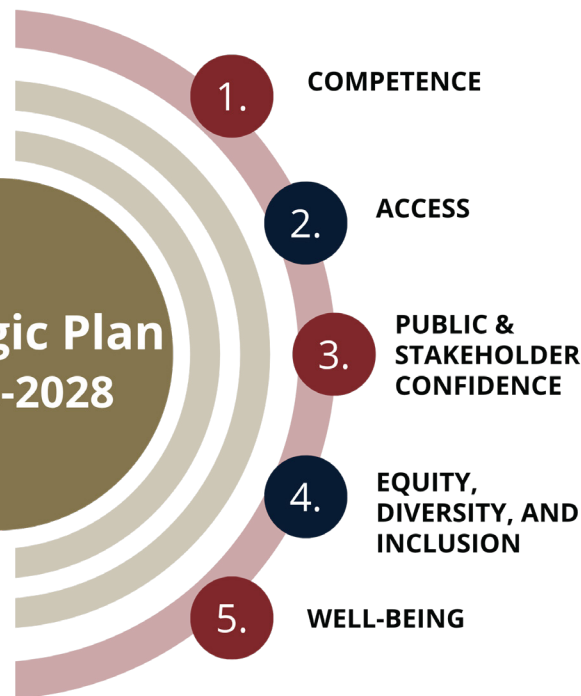 1.
COMPETENCE
2.
ACCESS
gic Plan
-2028
3.
PUBLIC &
STAKEHOLDER
CONFIDENCE
4.
EQUITY,
DIVERSITY, AND
INCLUSION
5.
WELL-BEING